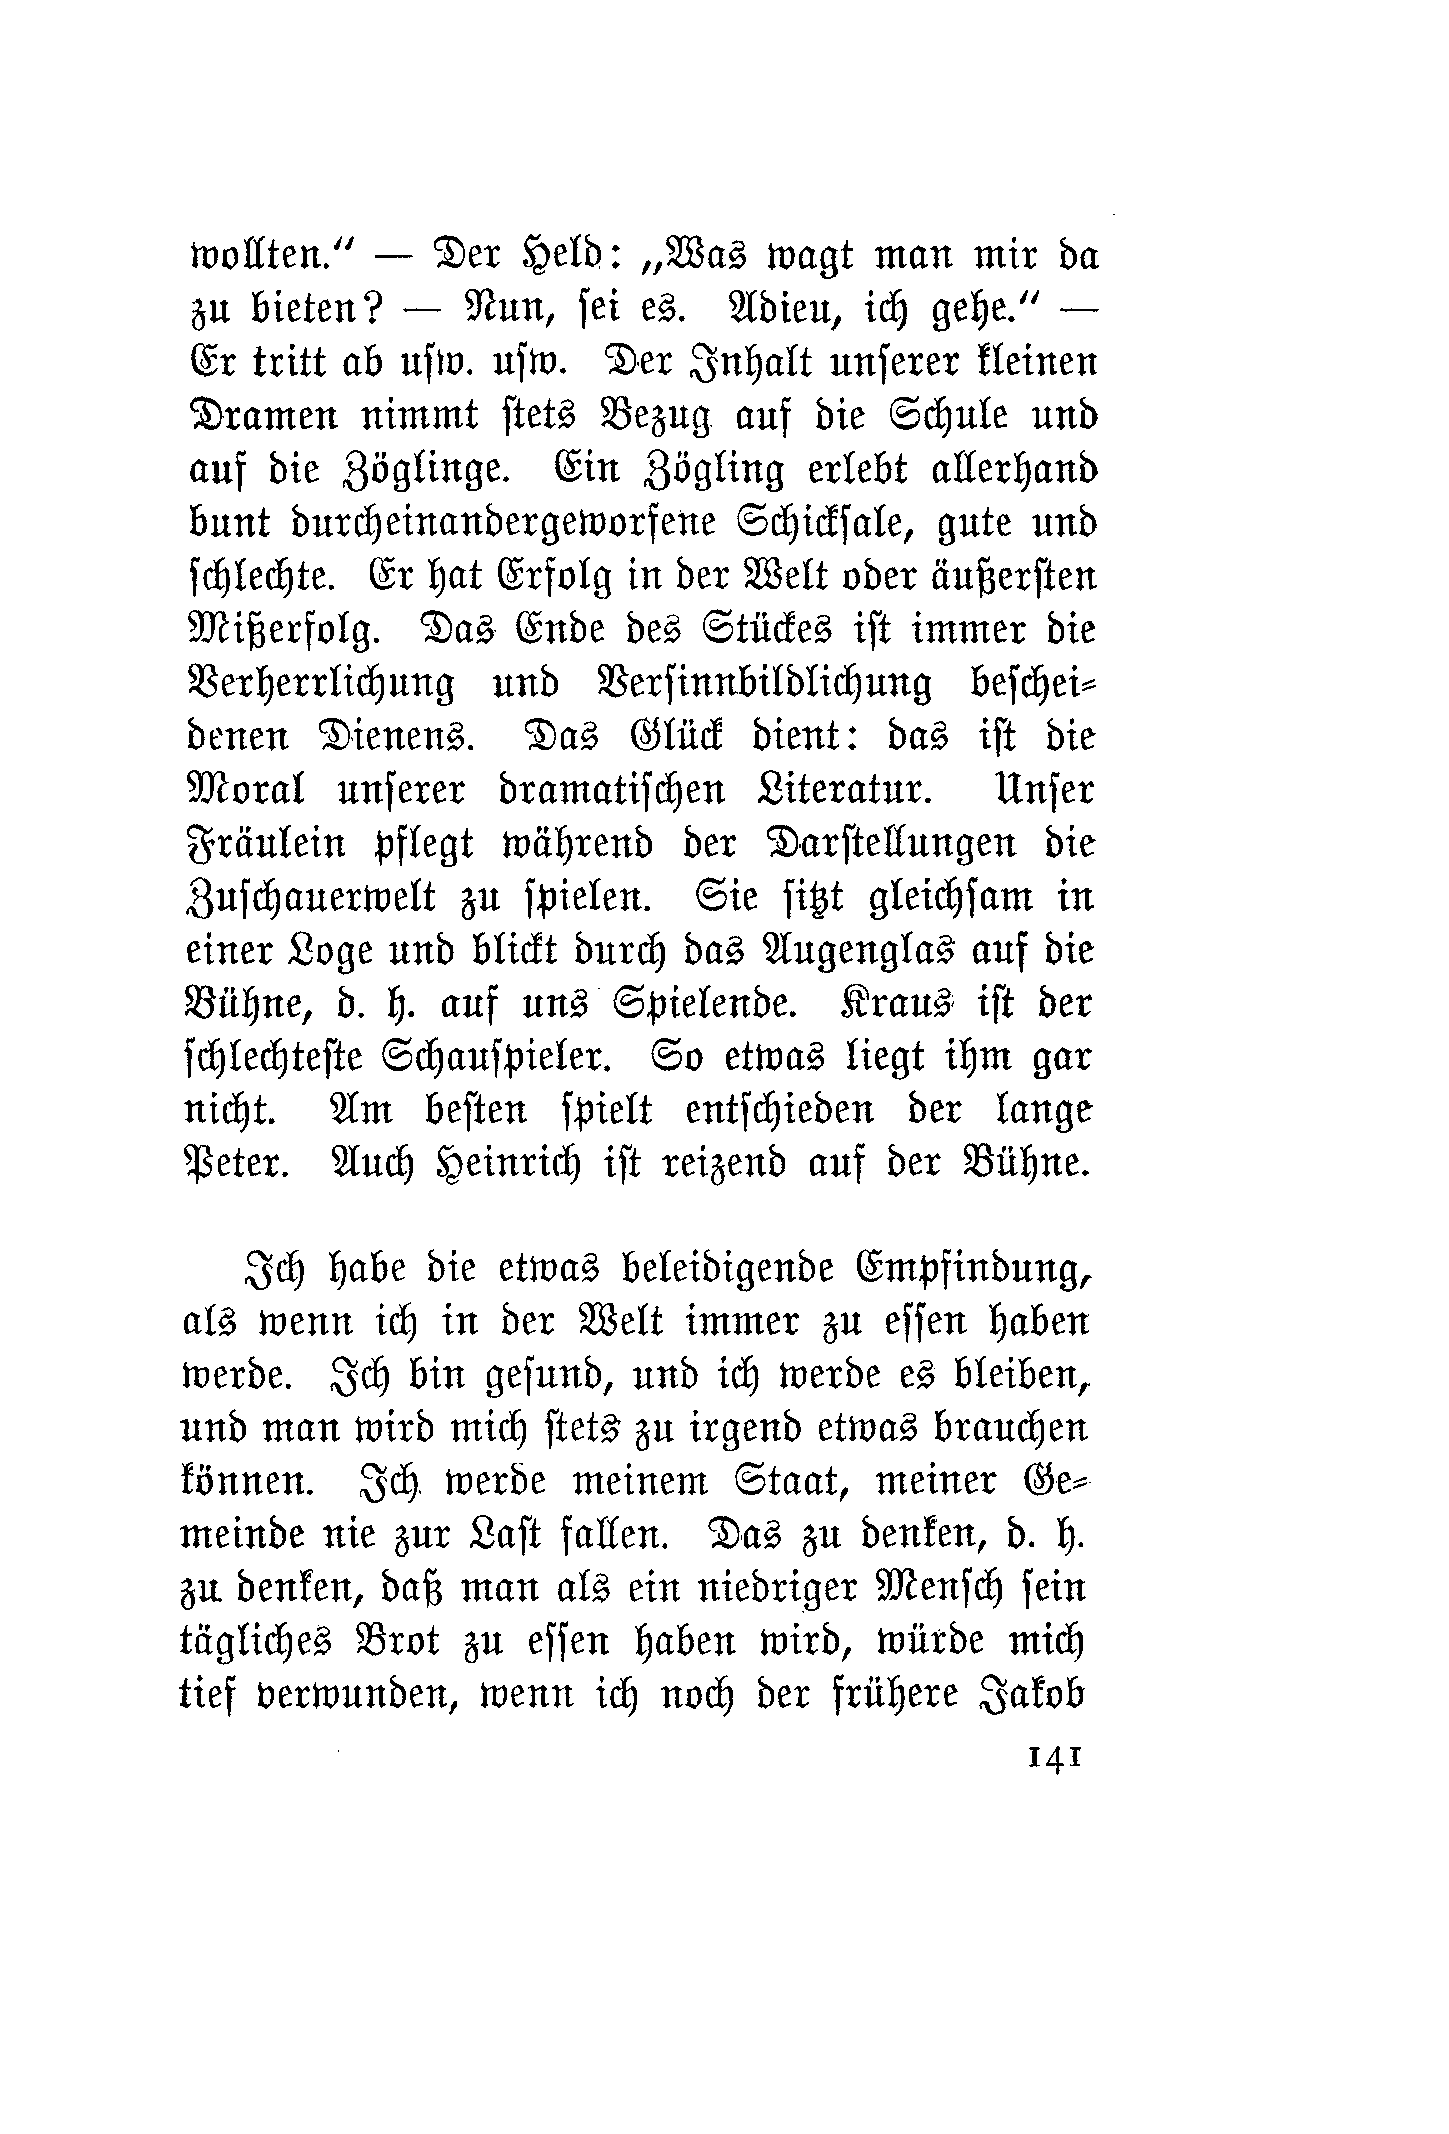 wollten.“ — Der Held: „Was wagt man mir da
zu bieten? — Nun, sei es. Adieu, ich gehe.“ —
Er tritt ab usw. usw. Der Inhalt unserer kleinen
Dramen nimmt stets Bezug auf die Schule und
auf die Zöglinge. Ein Zögling erlebt allerhand
bunt durcheinandergeworfene Schicksale, gute und
schlechte. Er hat Erfolg in der Welt oder äußersten
Mißerfolg. Das Ende des Stückes ist immer die
Verherrlichung und Versinnbildlichung beschei-
denen Dienens. Das Glück dient: das ist die
Moral unserer dramatischen Literatur. Unser
Fräulein pflegt während der Darstellungen die
Zuschauerwelt zu spielen. Sie sitzt gleichsam in
einer Loge und blickt durch das Augenglas auf die
Bühne, d. h. auf uns Spielende. Kraus ist der
schlechteste Schauspieler. So etwas liegt ihm gar
nicht. Am besten spielt entschieden der lange
Peter. Auch Heinrich ist reizend auf der Bühne.
Ich habe die etwas beleidigende Empfindung,
als wenn ich in der Welt immer zu essen haben
werde. Ich bin gesund, und ich werde es bleiben,
und man wird mich stets zu irgend etwas brauchen
können. Ich werde meinem Staat, meiner Ge-
meinde nie zur Last fallen. Das zu denken, d. h.
zu denken, daß man als ein niedriger Mensch sein
tägliches Brot zu essen haben wird, würde mich
tief verwunden, wenn ich noch der frühere Jakob
141